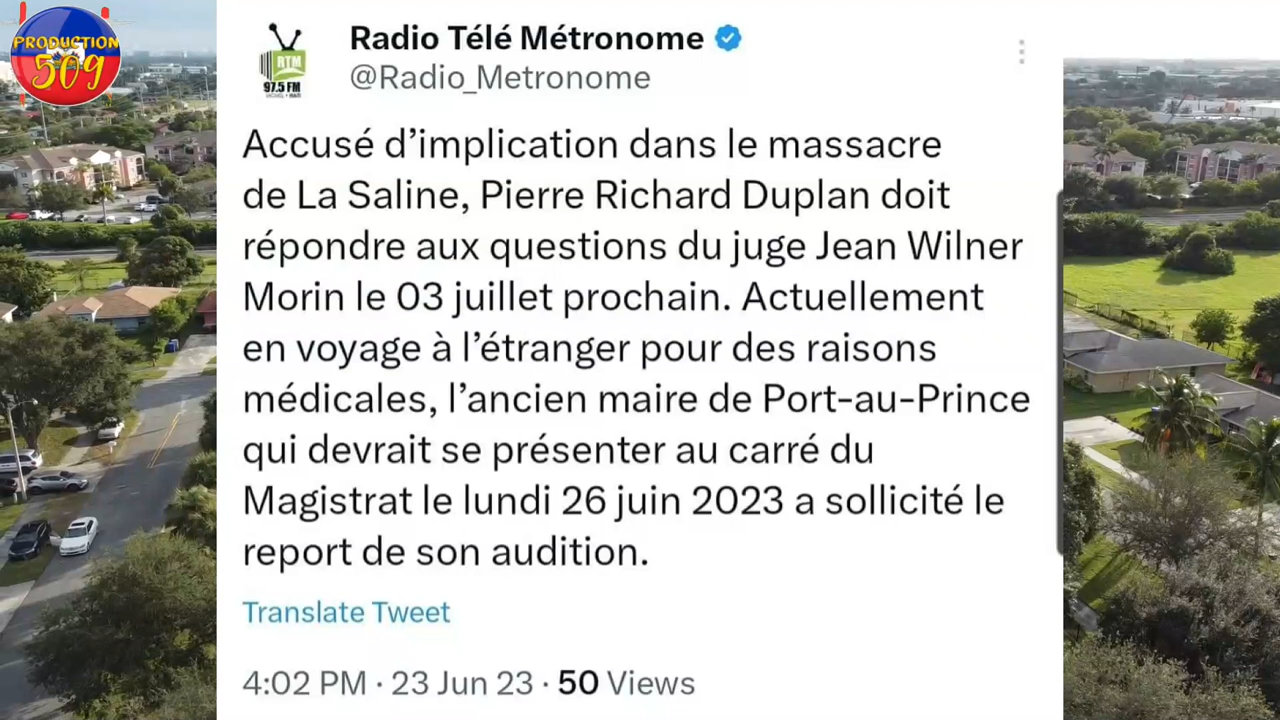 PRODUCTION
509
RTM
97.5 FM
Radio Télé Métronome
@Radio_Metronome
Accusé d’implication dans le massacre
de La Saline, Pierre Richard Duplan doit
répondre aux questions du juge Jean Wilner
Morin le 03 juillet prochain. Actuellement
en voyage à l’étranger pour des raisons
médicales, l’ancien maire de Port-au-Prince
qui devrait se présenter au carré du
Magistrat le lundi 26 juin 2023 a sollicité le
report de son audition.
Translate Tweet
4:02 PM · 23 Jun 23 · 50 Views